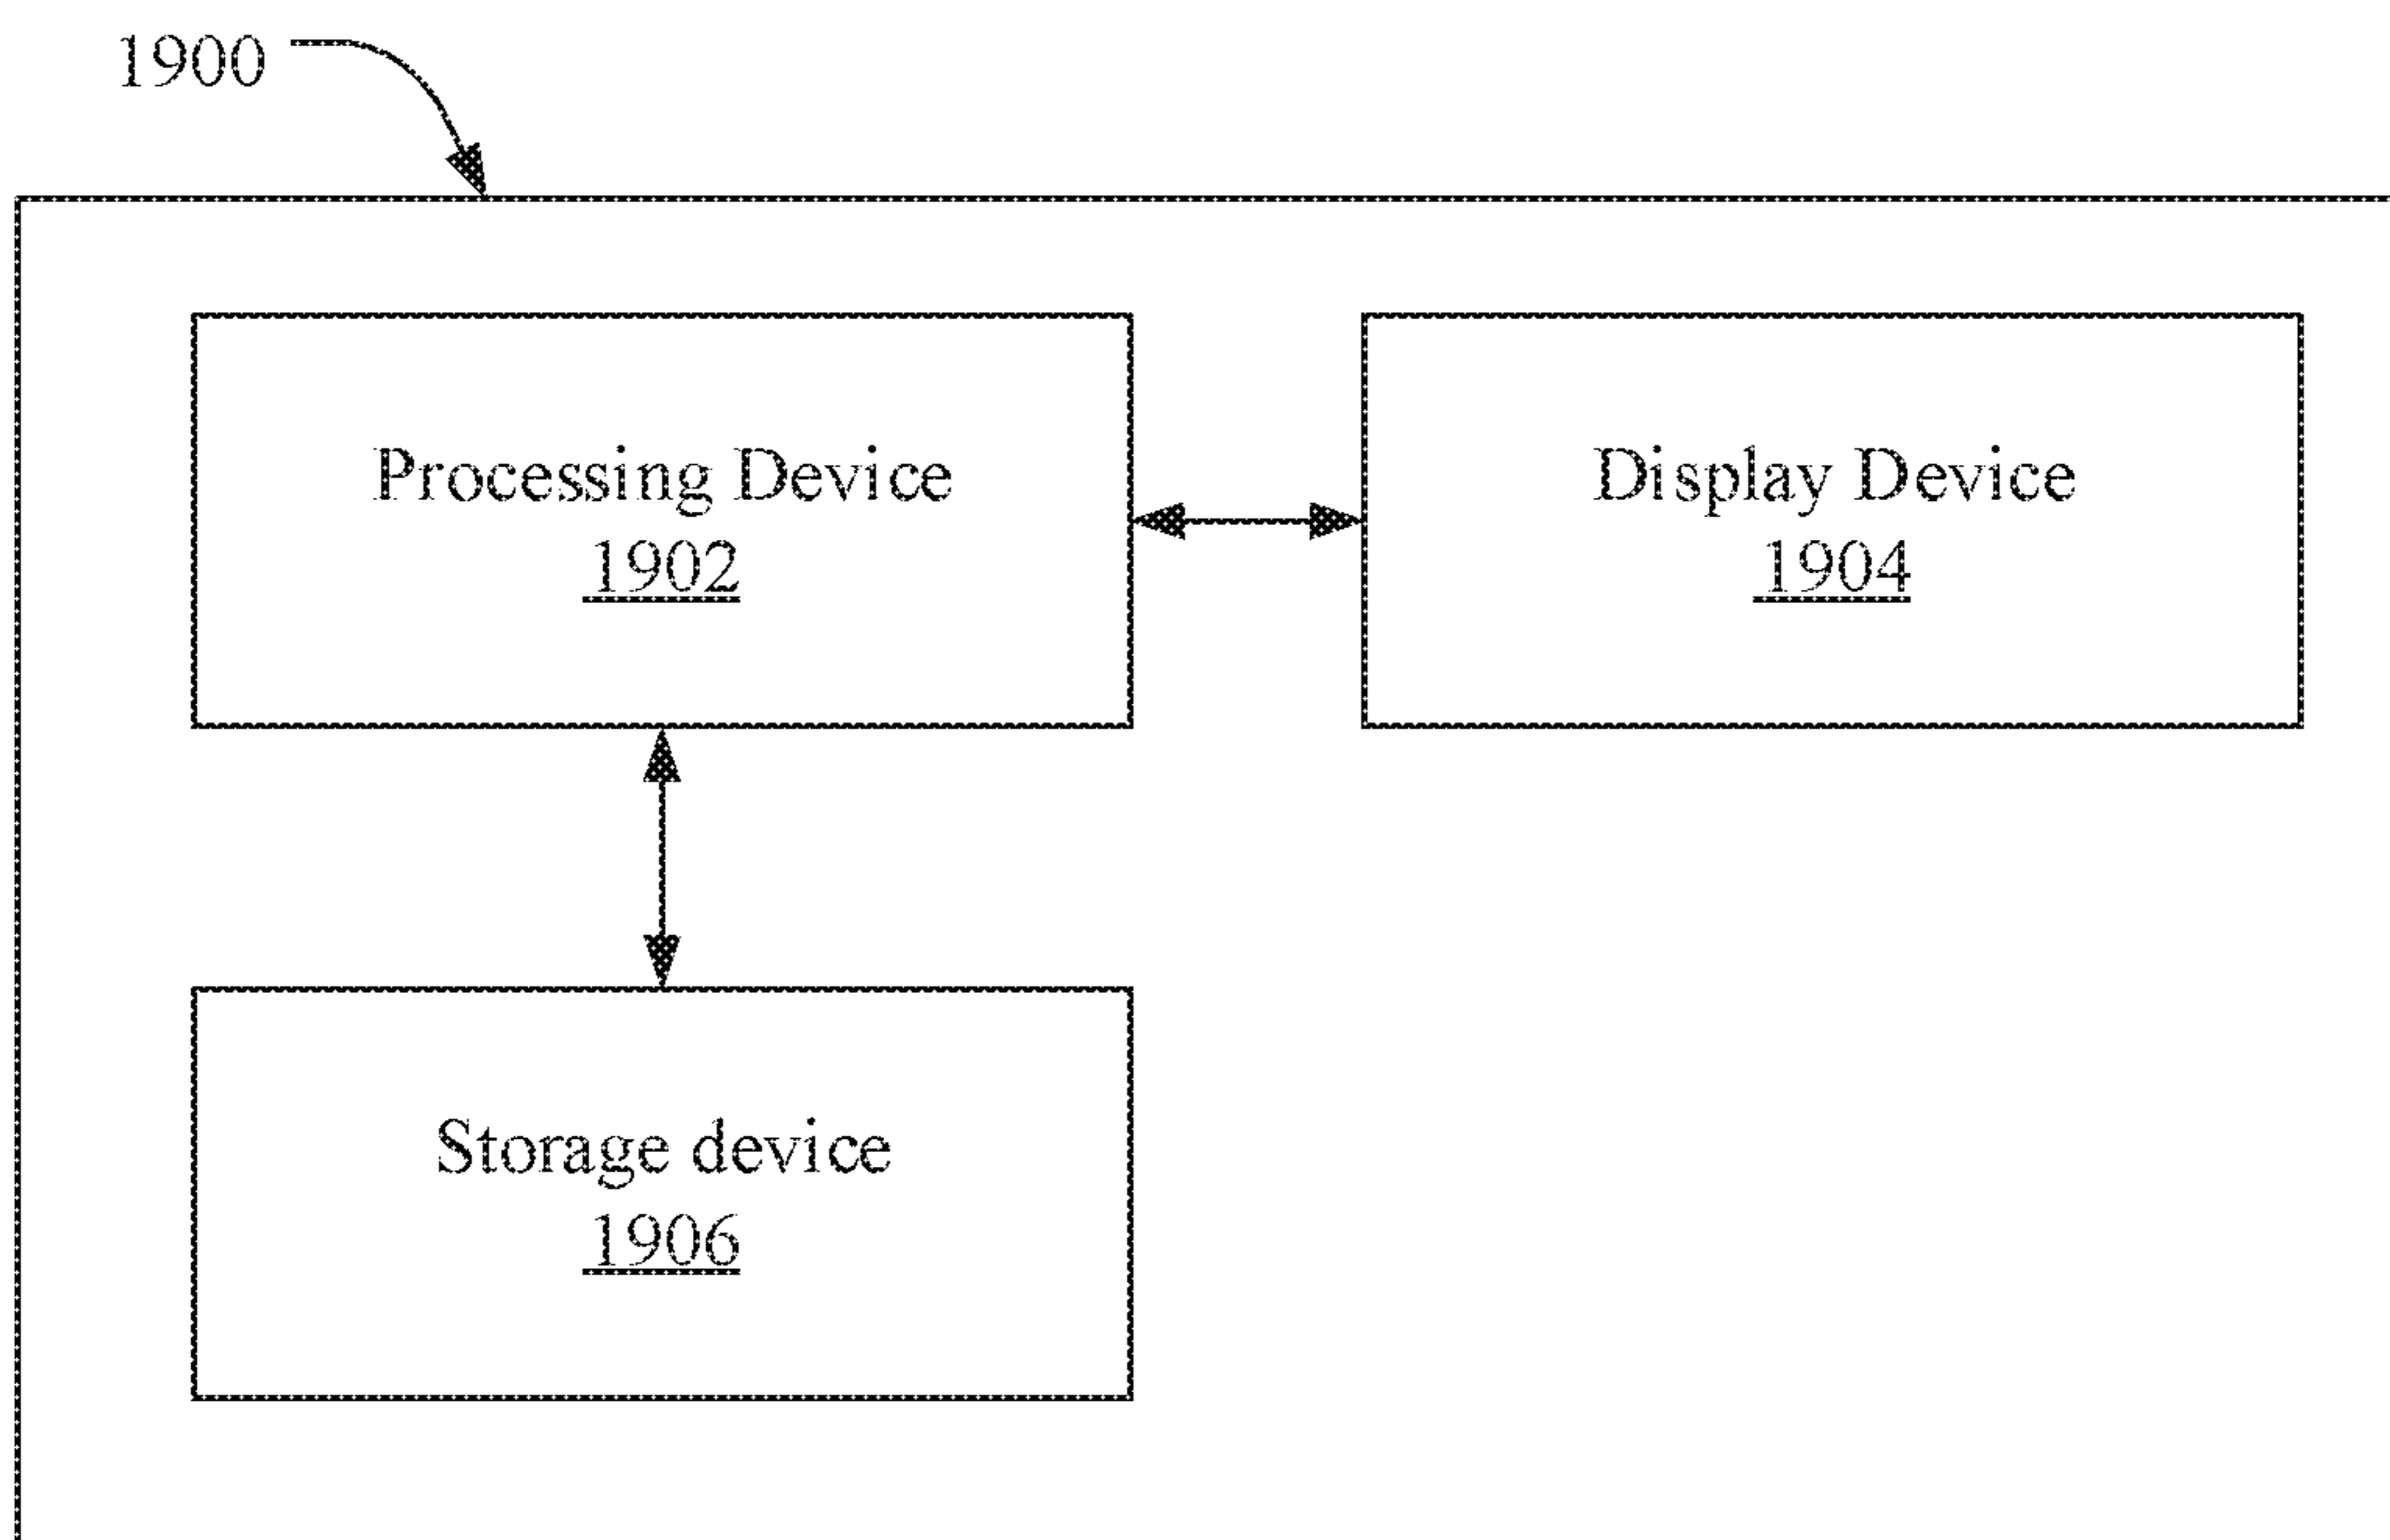 1900
Processing Device
1902
Display Device
1904
Storage device
1906